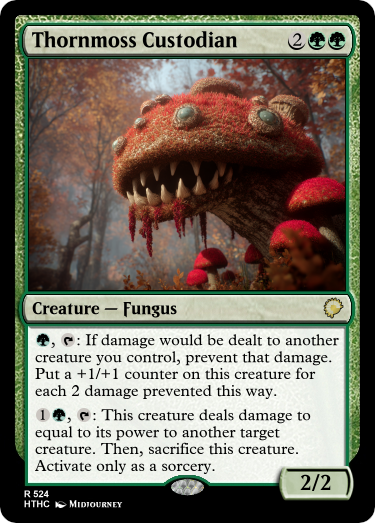 Thornmoss Custodian 2
Creature — Fungus
, : If damage would be dealt to another
creature you control, prevent that damage.
Put a +1/+1 counter on this creature for
each 2 damage prevented this way.
1 , : This creature deals damage to
equal to its power to another target
creature. Then, sacrifice this creature.
Activate only as a sorcery.
2/2
R 524
HTHC Midjourney